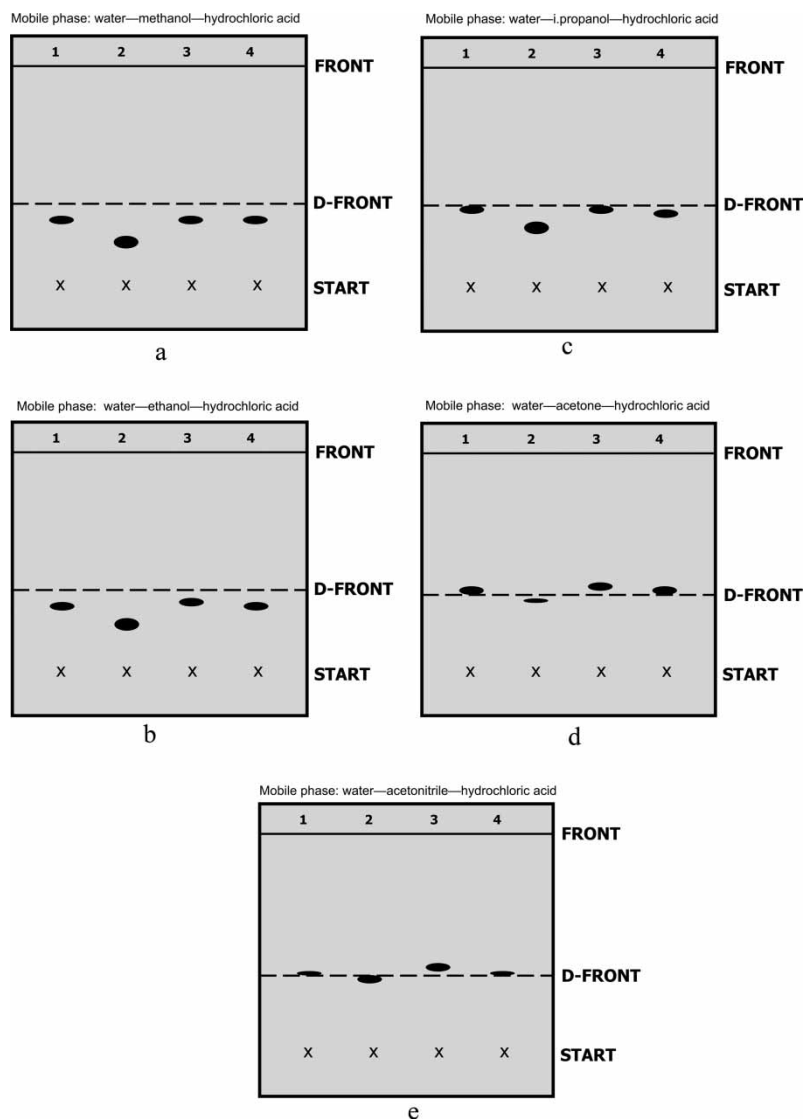 Mobile phase: water—methanol—hydrochloric acid
1 2 3 4
FRONT
D-FRONT
X X X X
START
a
Mobile phase: water—i.propanol—hydrochloric acid
1 2 3 4
FRONT
D-FRONT
X X X X
START
c
Mobile phase: water—ethanol—hydrochloric acid
1 2 3 4
FRONT
D-FRONT
X X X X
START
b
Mobile phase: water—acetone—hydrochloric acid
1 2 3 4
FRONT
D-FRONT
X X X X
START
d
Mobile phase: water—acetonitrile—hydrochloric acid
1 2 3 4
FRONT
D-FRONT
X X X X
START
e